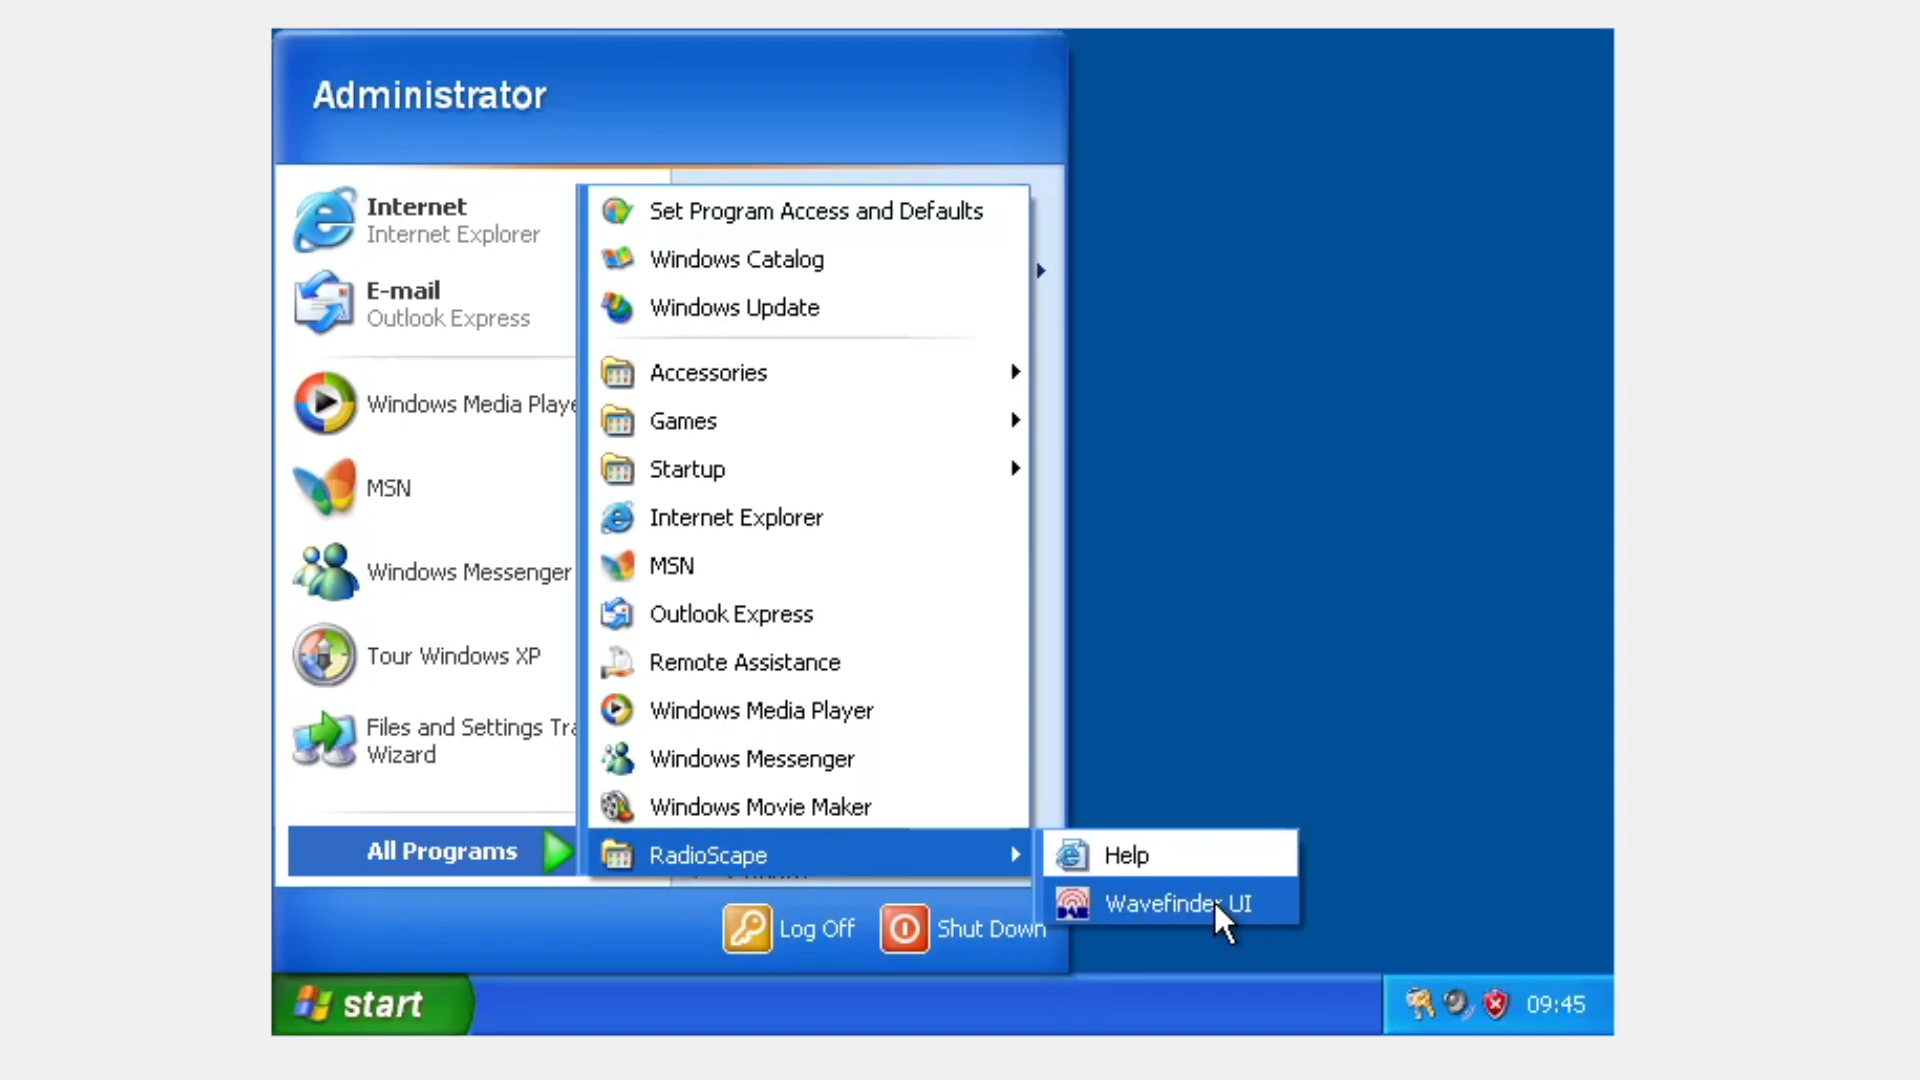 Administrator
Internet
Internet Explorer
E-mail
Outlook Express
Windows Media Playe
MSN
Windows Messenger
Tour Windows XP
Files and Settings Tra
Wizard
All Programs
Set Program Access and Defaults
Windows Catalog
Windows Update
Accessories
Games
Startup
Internet Explorer
MSN
Outlook Express
Remote Assistance
Windows Media Player
Windows Messenger
Windows Movie Maker
RadioScape
Help
Wavefinder UI
Log Off
Shut Down
start
09:45